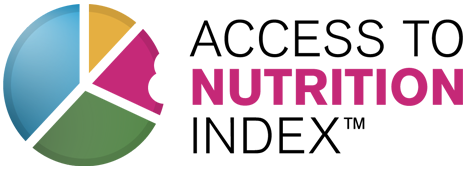 ACCESS TO
NUTRITION
INDEX™